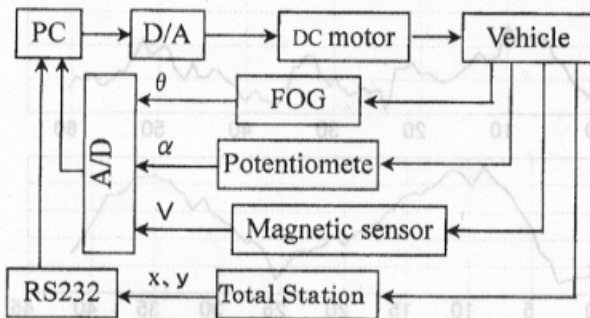 PC
D/A
DC motor
Vehicle
θ
FOG
α
Potentiomete
A/D
V
Magnetic sensor
RS232
x、y
Total Station